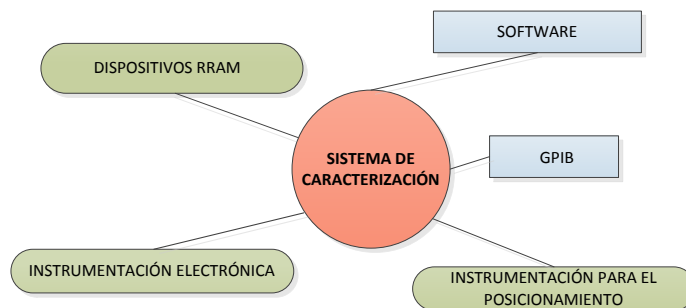 SOFTWARE
DISPOSITIVOS RRAM
SISTEMA DE
CARACTERIZACIÓN
GPIB
INSTRUMENTACIÓN ELECTRÓNICA
INSTRUMENTACIÓN PARA EL
POSICIONAMIENTO